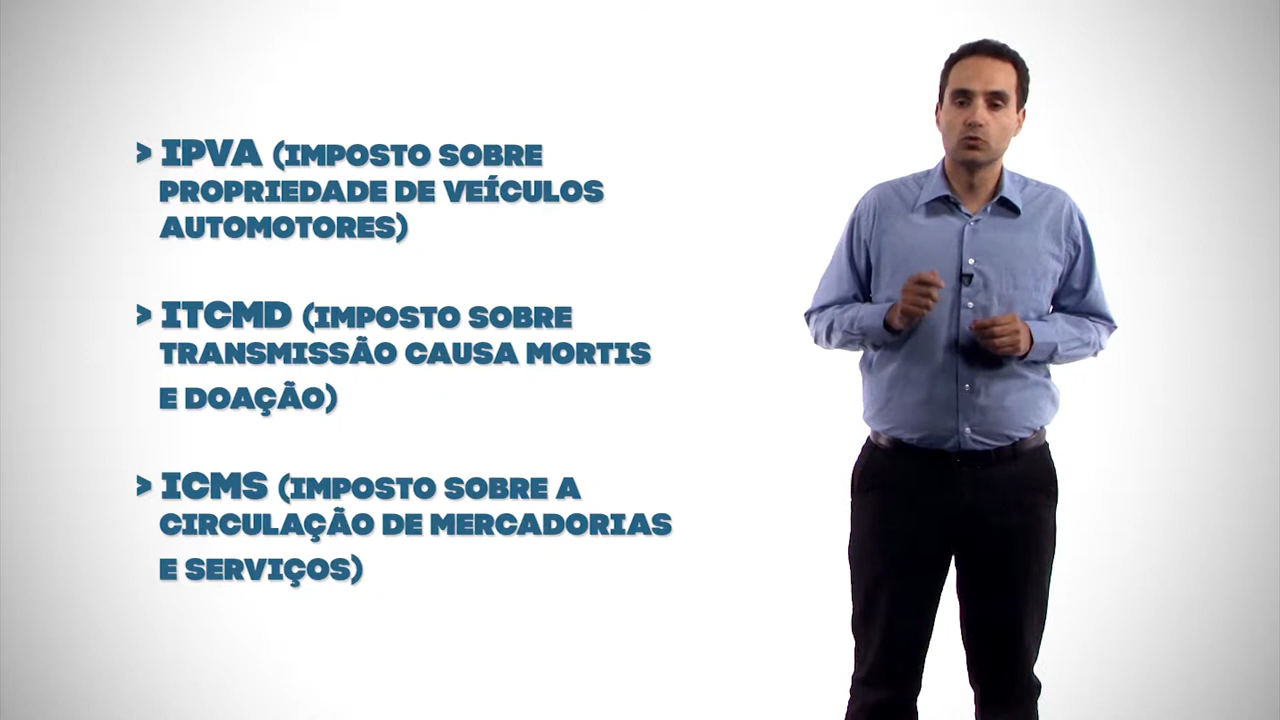 > IPVA (IMPOSTO SOBRE
PROPRIEDADE DE VEÍCULOS
AUTOMOTORES)
> ITCMD (IMPOSTO SOBRE
TRANSMISSÃO CAUSA MORTIS
E DOAÇÃO)
> ICMS (IMPOSTO SOBRE A
CIRCULAÇÃO DE MERCADORIAS
E SERVIÇOS)